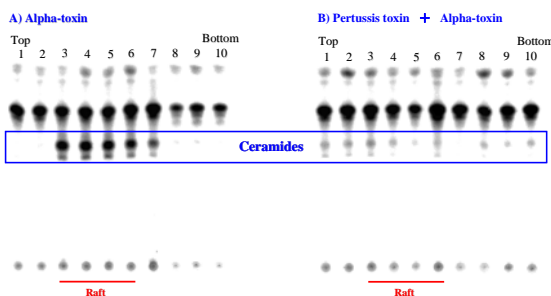 A) Alpha-toxin
Top Bottom
1 2 3 4 5 6 7 8 9 10
B) Pertussis toxin + Alpha-toxin
Top Bottom
1 2 3 4 5 6 7 8 9 10
Ceramides
Raft
Raft